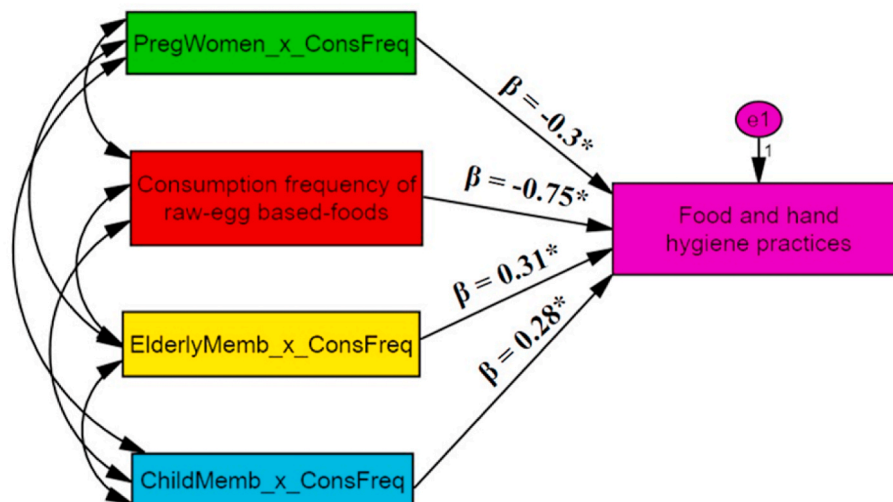 PregWomen_x_ConsFreq
β = -0.3*
e1
1
Consumption frequency of
raw-egg based-foods
β = -0.75*
Food and hand
hygiene practices
β = 0.31*
ElderlyMemb_x_ConsFreq
β = 0.28*
ChildMemb_x_ConsFreq